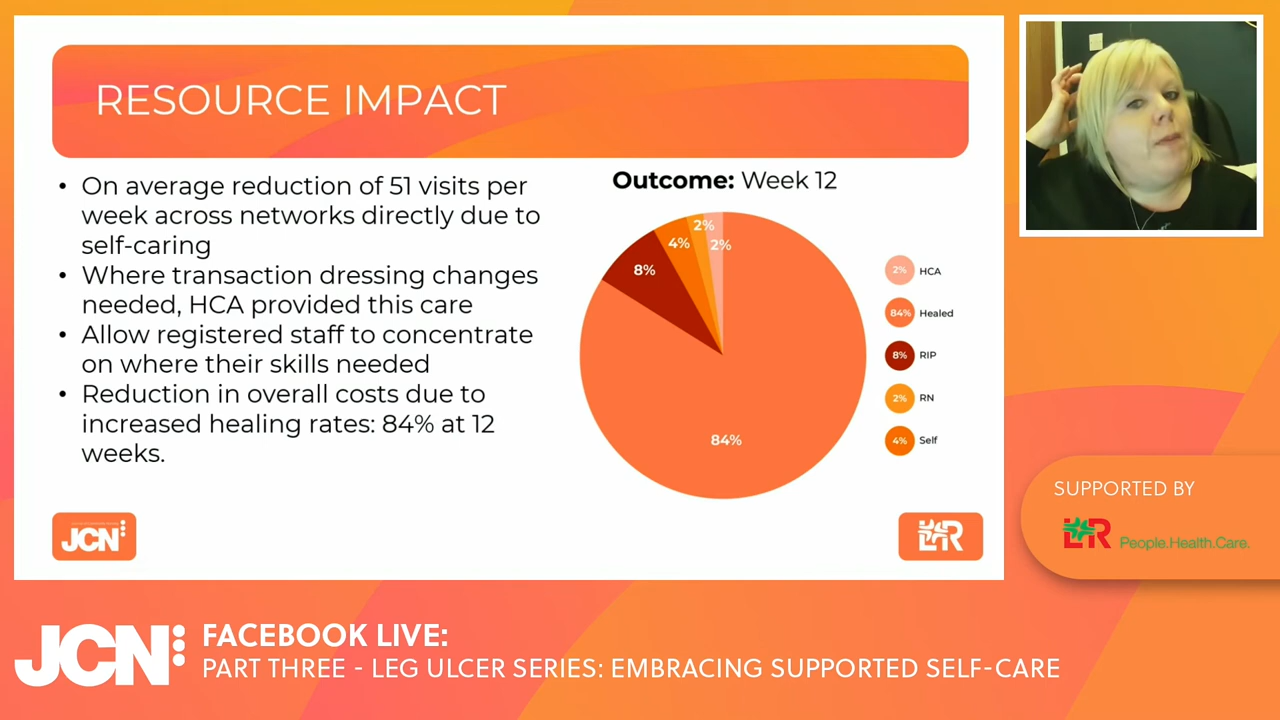 RESOURCE IMPACT
• On average reduction of 51 visits per
week across networks directly due to
self-caring
• Where transaction dressing changes
needed, HCA provided this care
• Allow registered staff to concentrate
on where their skills needed
• Reduction in overall costs due to
increased healing rates: 84% at 12
weeks.
Outcome: Week 12
2%
4%
2%
8%
84%
2% HCA
84% Healed
8% RIP
2% RN
4% Self
JCN
L&R
SUPPORTED BY
L&R People.Health.Care.
JCN
FACEBOOK LIVE:
PART THREE - LEG ULCER SERIES: EMBRACING SUPPORTED SELF-CARE